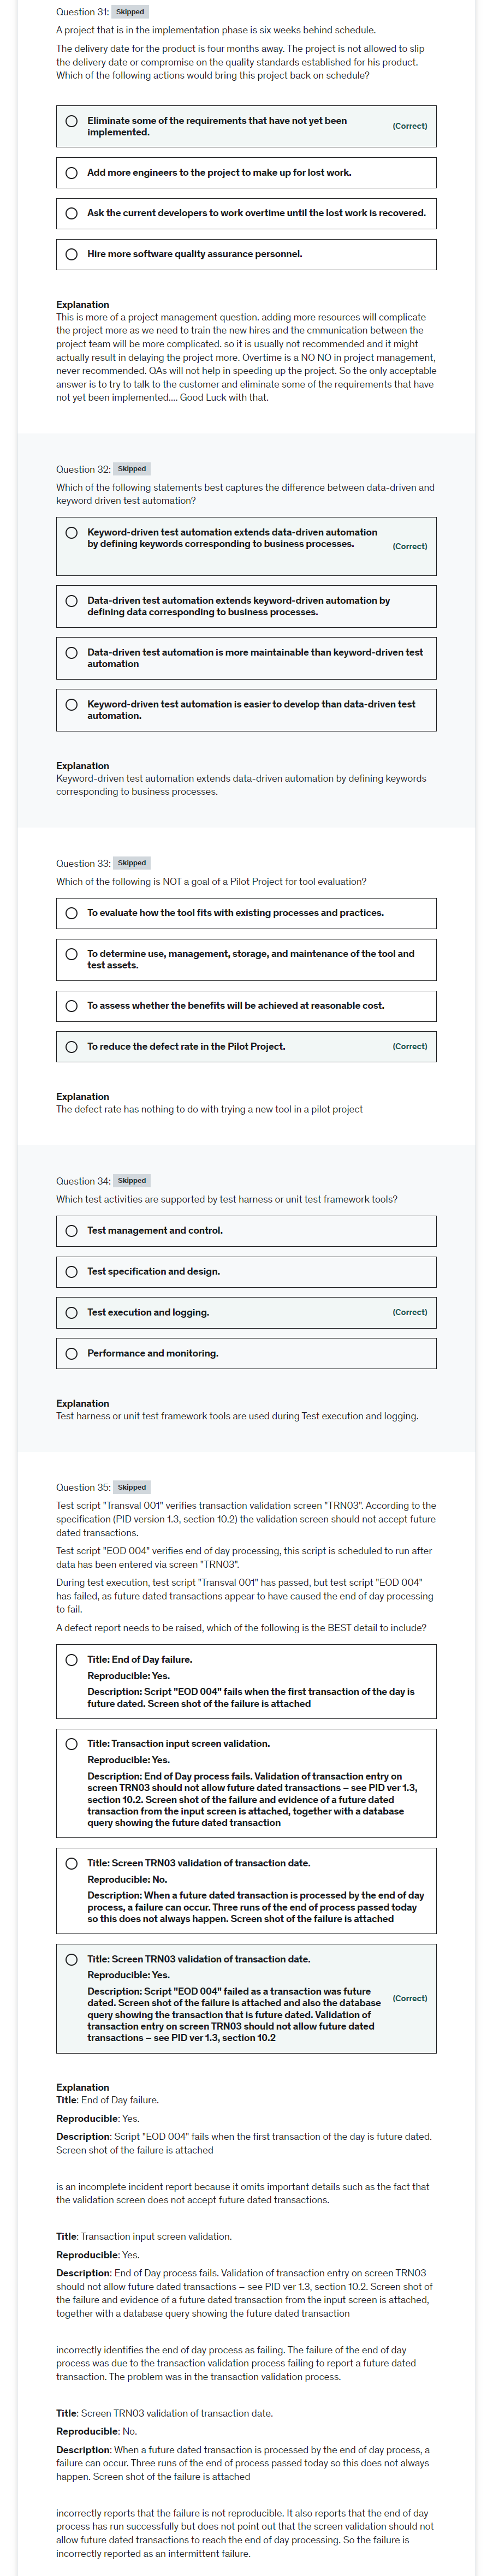 Question 31: Skipped
A project that is in the implementation phase is six weeks behind schedule.
The delivery date for the product is four months away. The project is not allowed to slip
the delivery date or compromise on the quality standards established for his product.
Which of the following actions would bring this project back on schedule?
Eliminate some of the requirements that have not yet been
implemented.
(Correct)
Add more engineers to the project to make up for lost work.
Ask the current developers to work overtime until the lost work is recovered.
Hire more software quality assurance personnel.
Explanation
This is more of a project management question. adding more resources will complicate
the project more as we need to train the new hires and the cmmunication between the
project team will be more complicated. so it is usually not recommended and it might
actually result in delaying the project more. Overtime is a NO NO in project management,
never recommended. QAs will not help in speeding up the project. So the only acceptable
answer is to try to talk to the customer and eliminate some of the requirements that have
not yet been implemented.... Good Luck with that.
Question 32: Skipped
Which of the following statements best captures the difference between data-driven and
keyword driven test automation?
Keyword-driven test automation extends data-driven automation
by defining keywords corresponding to business processes.
(Correct)
Data-driven test automation extends keyword-driven automation by
defining data corresponding to business processes.
Data-driven test automation is more maintainable than keyword-driven test
automation
Keyword-driven test automation is easier to develop than data-driven test
automation.
Explanation
Keyword-driven test automation extends data-driven automation by defining keywords
corresponding to business processes.
Question 33: Skipped
Which of the following is NOT a goal of a Pilot Project for tool evaluation?
To evaluate how the tool fits with existing processes and practices.
To determine use, management, storage, and maintenance of the tool and
test assets.
To assess whether the benefits will be achieved at reasonable cost.
To reduce the defect rate in the Pilot Project.
(Correct)
Explanation
The defect rate has nothing to do with trying a new tool in a pilot project
Question 34: Skipped
Which test activities are supported by test harness or unit test framework tools?
Test management and control.
Test specification and design.
Test execution and logging.
(Correct)
Performance and monitoring.
Explanation
Test harness or unit test framework tools are used during Test execution and logging.
Question 35: Skipped
Test script "Transval 001" verifies transaction validation screen "TRN03". According to the
specification (PID version 1.3, section 10.2) the validation screen should not accept future
dated transactions.
Test script "EOD 004" verifies end of day processing, this script is scheduled to run after
data has been entered via screen "TRN03".
During test execution, test script "Transval 001" has passed, but test script "EOD 004"
has failed, as future dated transactions appear to have caused the end of day processing
to fail.
A defect report needs to be raised, which of the following is the BEST detail to include?
Title: End of Day failure.
Reproducible: Yes.
Description: Script "EOD 004" fails when the first transaction of the day is
future dated. Screen shot of the failure is attached
Title: Transaction input screen validation.
Reproducible: Yes.
Description: End of Day process fails. Validation of transaction entry on
screen TRN03 should not allow future dated transactions – see PID ver 1.3,
section 10.2. Screen shot of the failure and evidence of a future dated
transaction from the input screen is attached, together with a database
query showing the future dated transaction
Title: Screen TRN03 validation of transaction date.
Reproducible: No.
Description: When a future dated transaction is processed by the end of day
process, a failure can occur. Three runs of the end of process passed today
so this does not always happen. Screen shot of the failure is attached
Title: Screen TRN03 validation of transaction date.
Reproducible: Yes.
Description: Script "EOD 004" failed as a transaction was future
dated. Screen shot of the failure is attached and also the database
query showing the transaction that is future dated. Validation of
transaction entry on screen TRN03 should not allow future dated
transactions – see PID ver 1.3, section 10.2
(Correct)
Explanation
Title: End of Day failure.
Reproducible: Yes.
Description: Script "EOD 004" fails when the first transaction of the day is future dated.
Screen shot of the failure is attached
is an incomplete incident report because it omits important details such as the fact that
the validation screen does not accept future dated transactions.
Title: Transaction input screen validation.
Reproducible: Yes.
Description: End of Day process fails. Validation of transaction entry on screen TRN03
should not allow future dated transactions – see PID ver 1.3, section 10.2. Screen shot of
the failure and evidence of a future dated transaction from the input screen is attached,
together with a database query showing the future dated transaction
incorrectly identifies the end of day process as failing. The failure of the end of day
process was due to the transaction validation process failing to report a future dated
transaction. The problem was in the transaction validation process.
Title: Screen TRN03 validation of transaction date.
Reproducible: No.
Description: When a future dated transaction is processed by the end of day process, a
failure can occur. Three runs of the end of process passed today so this does not always
happen. Screen shot of the failure is attached
incorrectly reports that the failure is not reproducible. It also reports that the end of day
process has run successfully but does not point out that the screen validation should not
allow future dated transactions to reach the end of day processing. So the failure is
incorrectly reported as an intermittent failure.